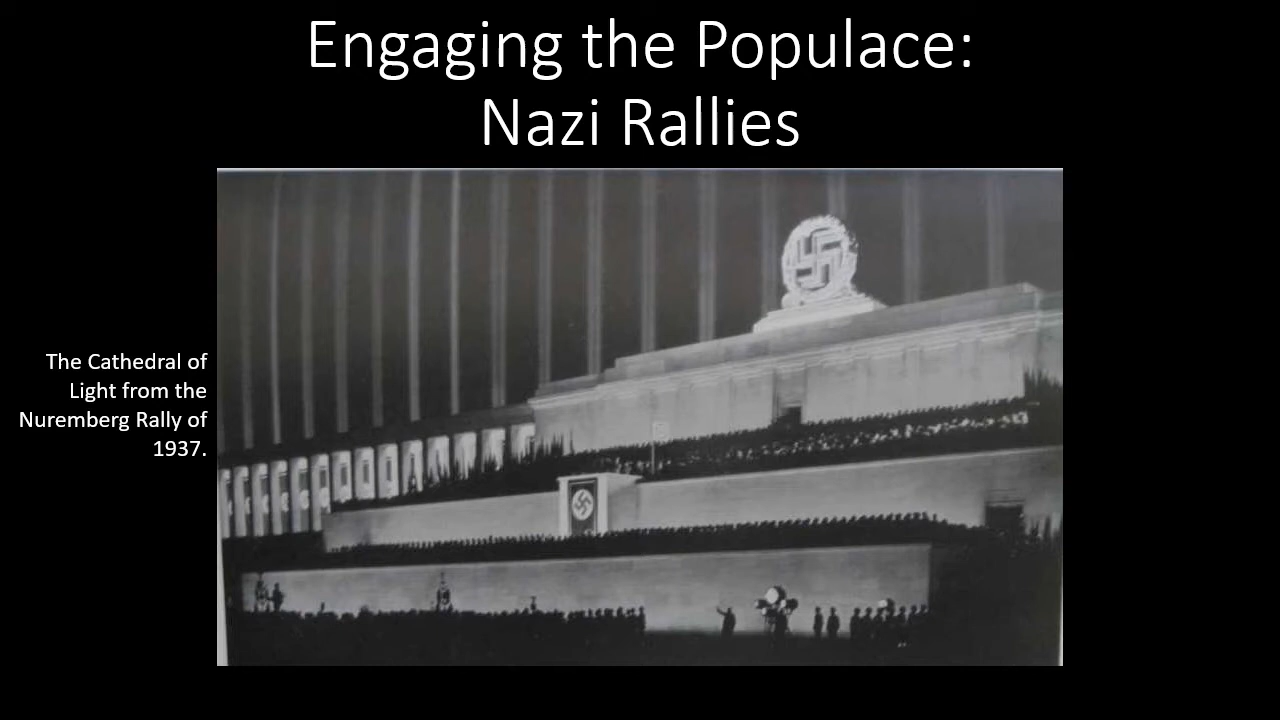 Engaging the Populace:
Nazi Rallies
The Cathedral of
Light from the
Nuremberg Rally of
1937.